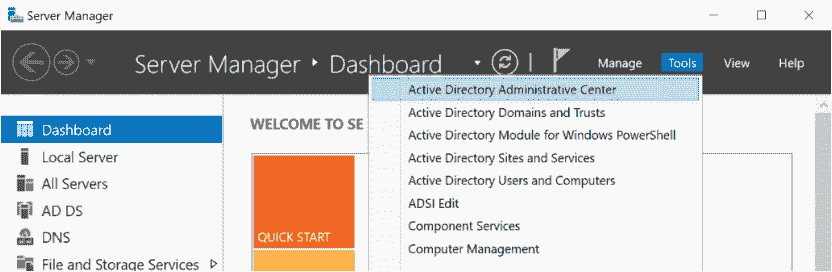 Server Manager
Server Manager ‣ Dashboard
Manage
Tools
View
Help
Dashboard
Local Server
All Servers
AD DS
DNS
File and Storage Services
WELCOME TO SE
QUICK START
Active Directory Administrative Center
Active Directory Domains and Trusts
Active Directory Module for Windows PowerShell
Active Directory Sites and Services
Active Directory Users and Computers
ADSI Edit
Component Services
Computer Management